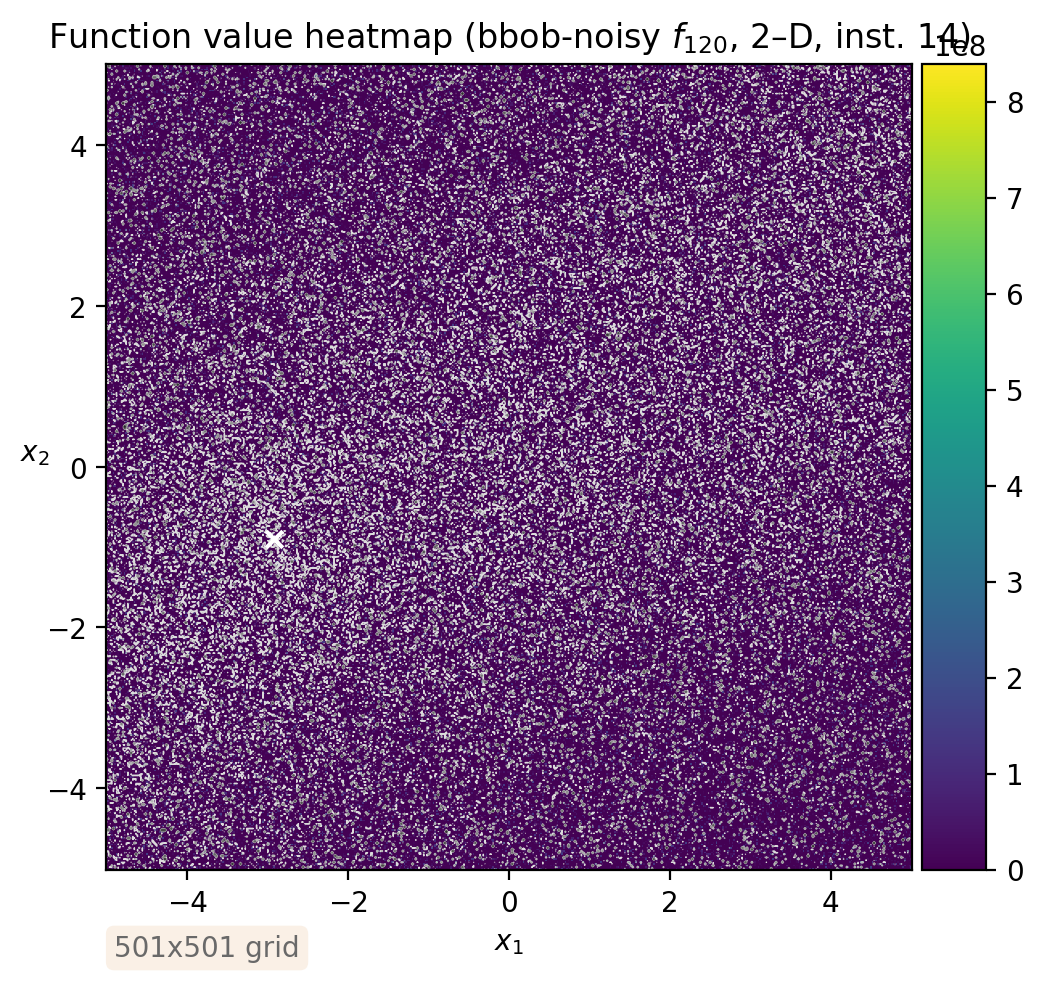 Function value heatmap (bbob-noisy f₁₂₀, 2–D, inst. 14)
1e8
8
7
6
5
4
3
2
1
0
4
2
0
−2
−4
x₂
−4 −2 0 2 4
x₁
501x501 grid